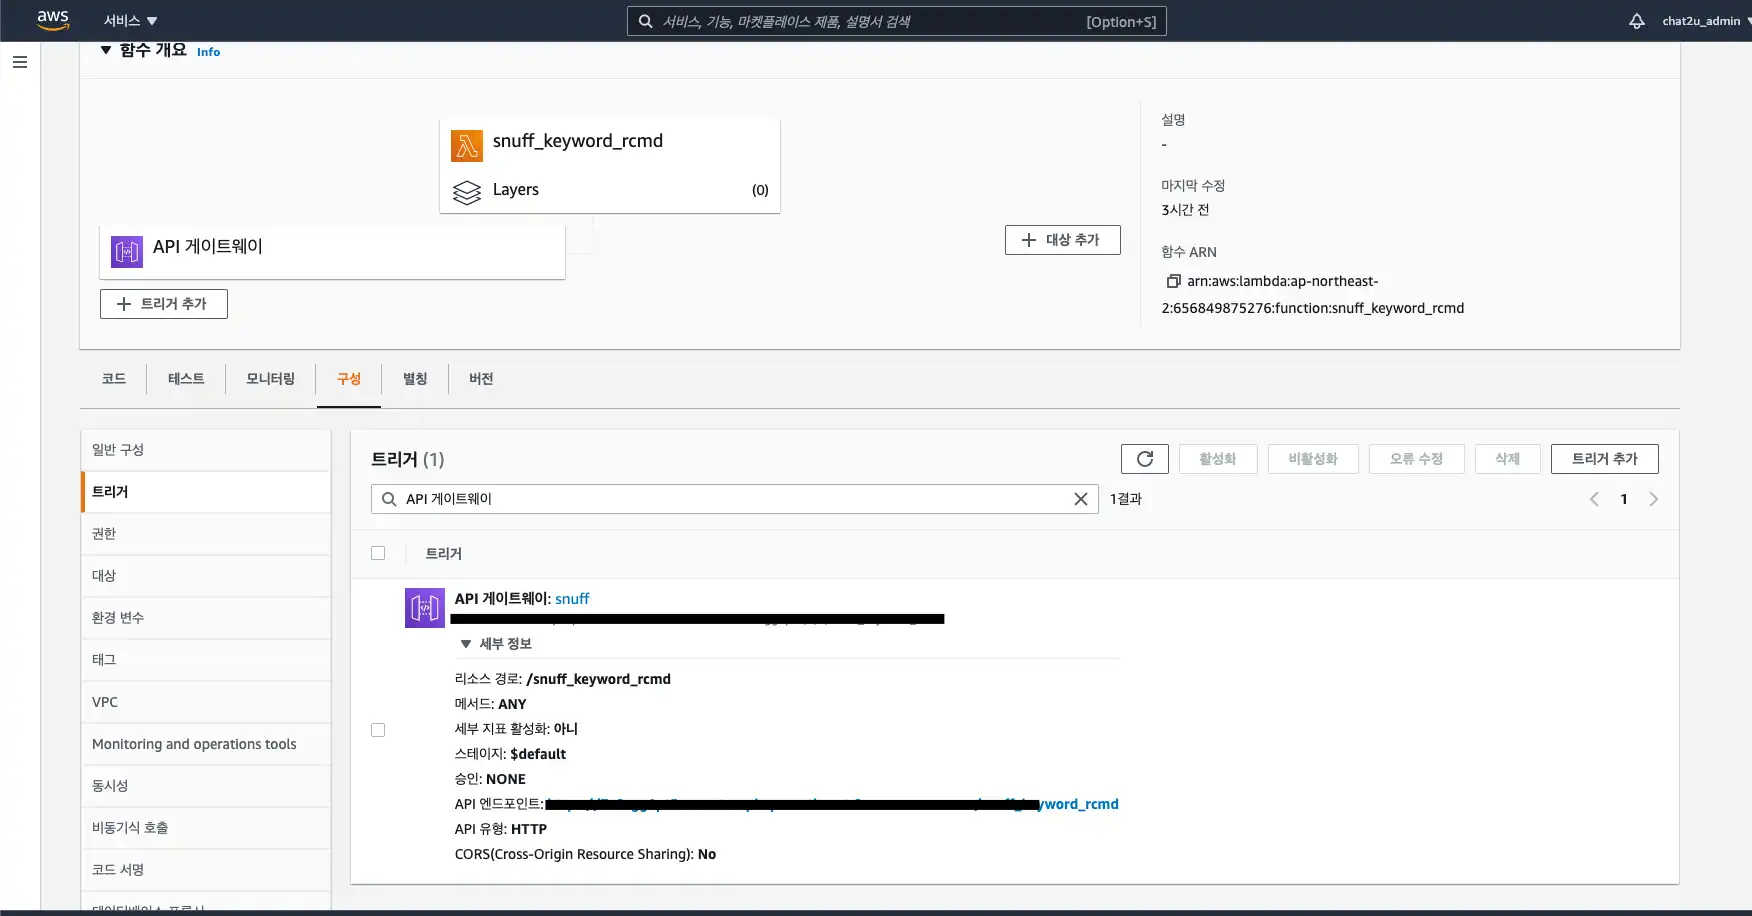 aws
서비스 ▼
서비스, 기능, 마켓플레이스 제품, 설명서 검색
[Option+S]
chat2u_admin
▼ 함수 개요 Info
snuff_keyword_rcmd
Layers
(0)
API 게이트웨이
+ 트리거 추가
+ 대상 추가
설명
-
마지막 수정
3시간 전
함수 ARN
arn:aws:lambda:ap-northeast-
2:656849875276:function:snuff_keyword_rcmd
코드
테스트
모니터링
구성
별칭
버전
일반 구성
트리거
권한
대상
환경 변수
태그
VPC
Monitoring and operations tools
동시성
비동기식 호출
코드 서명
트리거 (1)
활성화
비활성화
오류 수정
삭제
트리거 추가
API 게이트웨이
1결과
1
트리거
API 게이트웨이: snuff
▼ 세부 정보
리소스 경로: /snuff_keyword_rcmd
메서드: ANY
세부 지표 활성화: 아니
스테이지: $default
승인: NONE
API 엔드포인트: yword_rcmd
API 유형: HTTP
CORS(Cross-Origin Resource Sharing): No